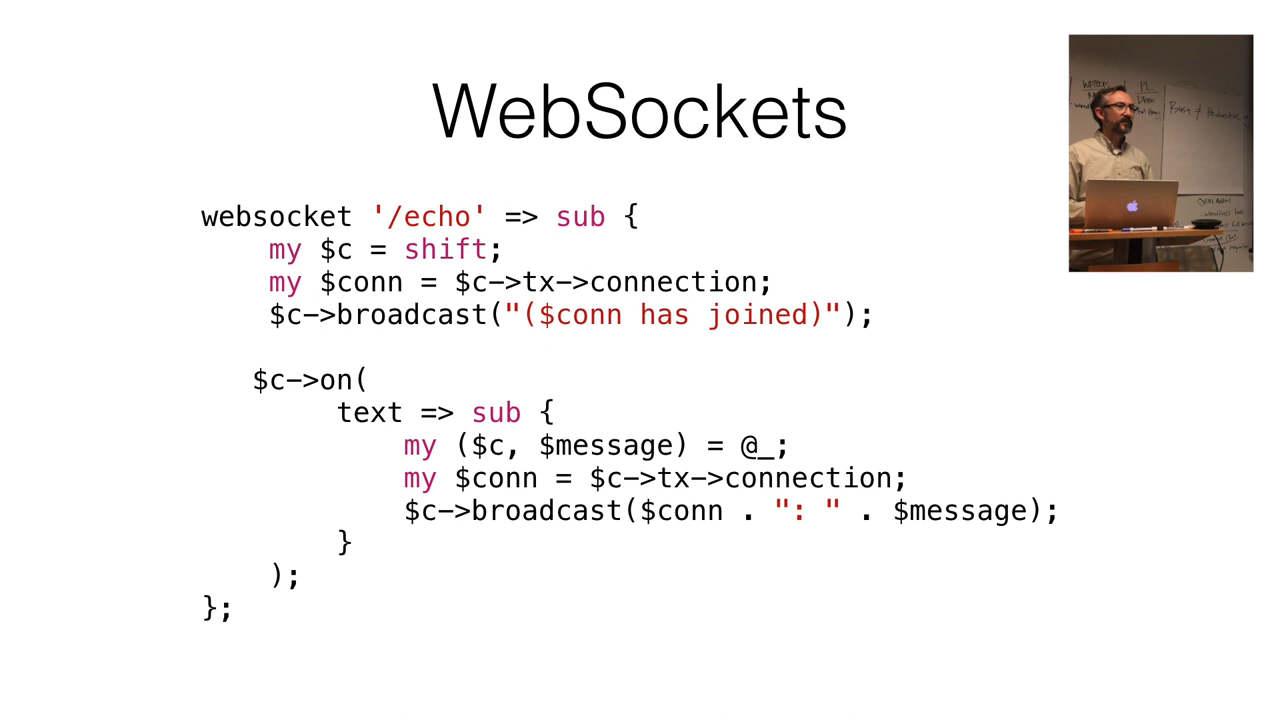 WebSockets
websocket '/echo' => sub {
    my $c = shift;
    my $conn = $c->tx->connection;
    $c->broadcast("($conn has joined)");
   $c->on(
        text => sub {
            my ($c, $message) = @_;
            my $conn = $c->tx->connection;
            $c->broadcast($conn . ": " . $message);
        }
    );
};
PL